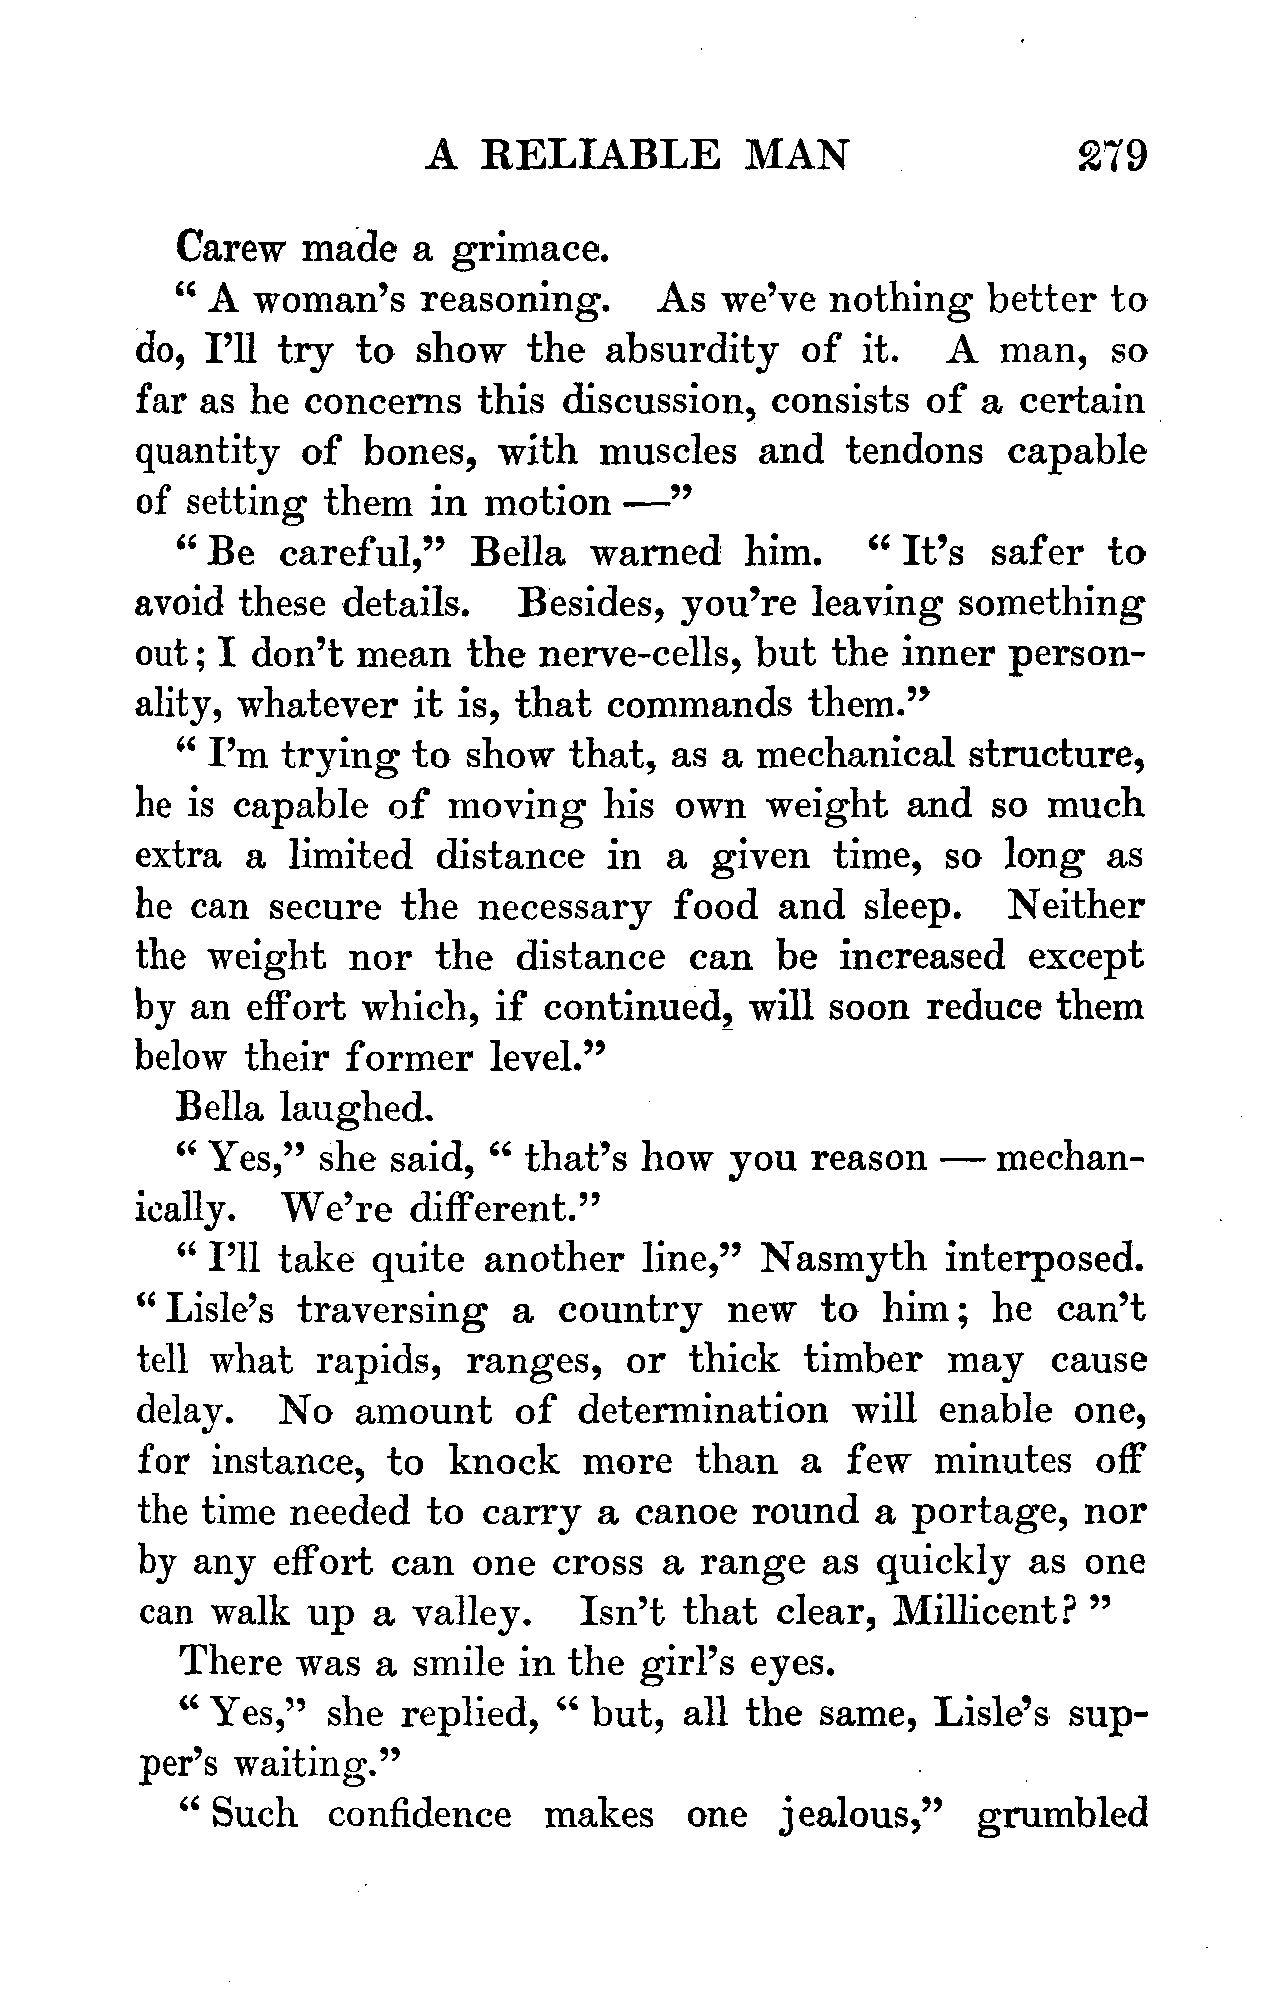 A RELIABLE MAN 279
Carew made a grimace.
“ A woman’s reasoning. As we’ve nothing better to
do, I’ll try to show the absurdity of it. A man, so
far as he concerns this discussion, consists of a certain
quantity of bones, with muscles and tendons capable
of setting them in motion —”
“ Be careful,” Bella warned him. “ It’s safer to
avoid these details. Besides, you’re leaving something
out ; I don’t mean the nerve-cells, but the inner person-
ality, whatever it is, that commands them.”
“ I’m trying to show that, as a mechanical structure,
he is capable of moving his own weight and so much
extra a limited distance in a given time, so long as
he can secure the necessary food and sleep. Neither
the weight nor the distance can be increased except
by an effort which, if continued, will soon reduce them
below their former level.”
Bella laughed.
“ Yes,” she said, “ that’s how you reason — mechan-
ically. We’re different.”
“ I’ll take quite another line,” Nasmyth interposed.
“ Lisle’s traversing a country new to him ; he can’t
tell what rapids, ranges, or thick timber may cause
delay. No amount of determination will enable one,
for instance, to knock more than a few minutes off
the time needed to carry a canoe round a portage, nor
by any effort can one cross a range as quickly as one
can walk up a valley. Isn’t that clear, Millicent? ”
There was a smile in the girl’s eyes.
“ Yes,” she replied, “ but, all the same, Lisle’s sup-
per’s waiting.”
“ Such confidence makes one jealous,” grumbled